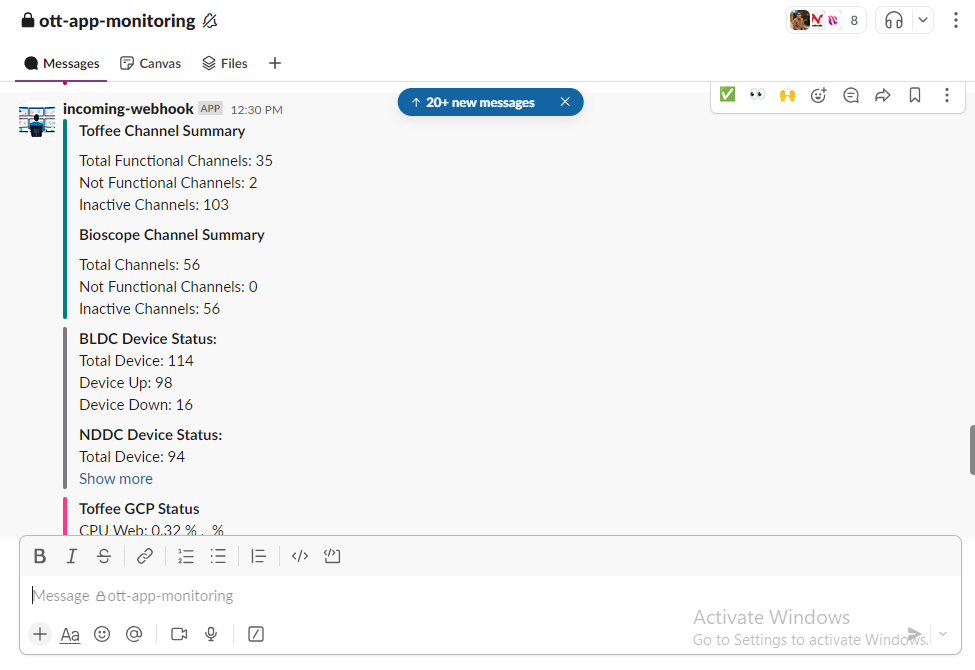 ott-app-monitoring
8
Messages
Canvas
Files
incoming-webhook APP 12:30 PM
20+ new messages
Toffee Channel Summary
Total Functional Channels: 35
Not Functional Channels: 2
Inactive Channels: 103
Bioscope Channel Summary
Total Channels: 56
Not Functional Channels: 0
Inactive Channels: 56
BLDC Device Status:
Total Device: 114
Device Up: 98
Device Down: 16
NDDC Device Status:
Total Device: 94
Show more
Toffee GCP Status
CPU Web: 0.32 % , %
B I S
Message ott-app-monitoring
Aa
Activate Windows
Go to Settings to activate Windows.